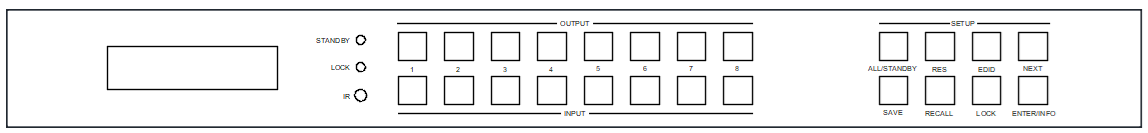 OUTPUT
SETUP
STANDBY
LOCK
IR
1 2 3 4 5 6 7 8
ALL/STANDBY RES EDID NEXT
INPUT
SAVE RECALL LOCK ENTER/INFO